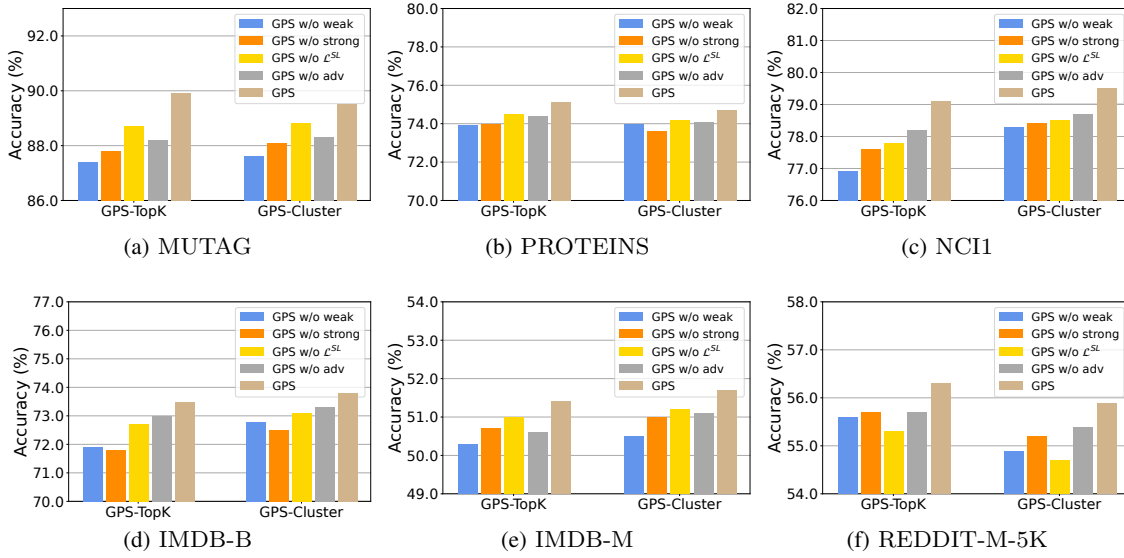 92.0
90.0
88.0
86.0
Accuracy (%)
GPS w/o weak
GPS w/o strong
GPS w/o ℒ^SL
GPS w/o adv
GPS
GPS-TopK
GPS-Cluster
(a) MUTAG
80.0
78.0
76.0
74.0
72.0
70.0
Accuracy (%)
GPS w/o weak
GPS w/o strong
GPS w/o ℒ^SL
GPS w/o adv
GPS
GPS-TopK
GPS-Cluster
(b) PROTEINS
82.0
81.0
80.0
79.0
78.0
77.0
76.0
Accuracy (%)
GPS w/o weak
GPS w/o strong
GPS w/o ℒ^SL
GPS w/o adv
GPS
GPS-TopK
GPS-Cluster
(c) NCI1
77.0
76.0
75.0
74.0
73.0
72.0
71.0
70.0
Accuracy (%)
GPS w/o weak
GPS w/o strong
GPS w/o ℒ^SL
GPS w/o adv
GPS
GPS-TopK
GPS-Cluster
(d) IMDB-B
54.0
53.0
52.0
51.0
50.0
49.0
Accuracy (%)
GPS w/o weak
GPS w/o strong
GPS w/o ℒ^SL
GPS w/o adv
GPS
GPS-TopK
GPS-Cluster
(e) IMDB-M
58.0
57.0
56.0
55.0
54.0
Accuracy (%)
GPS w/o weak
GPS w/o strong
GPS w/o ℒ^SL
GPS w/o adv
GPS
GPS-TopK
GPS-Cluster
(f) REDDIT-M-5K